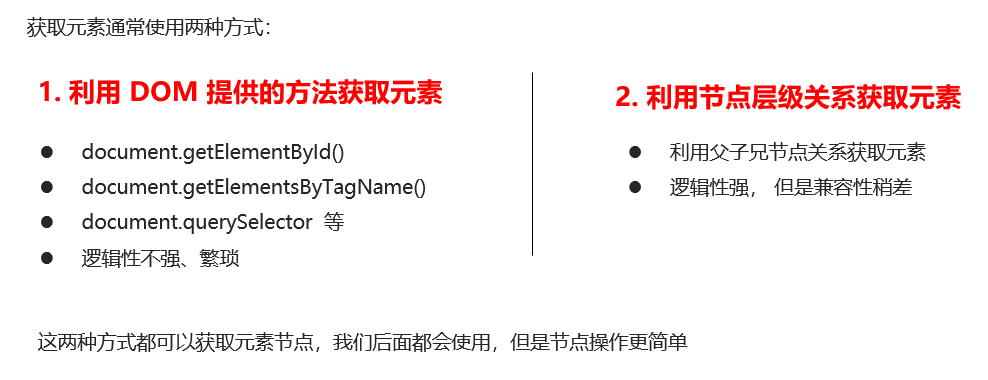 获取元素通常使用两种方式：
1. 利用 DOM 提供的方法获取元素
document.getElementById()
document.getElementsByTagName()
document.querySelector 等
逻辑性不强、繁琐
2. 利用节点层级关系获取元素
利用父子兄节点关系获取元素
逻辑性强， 但是兼容性稍差
这两种方式都可以获取元素节点，我们后面都会使用，但是节点操作更简单